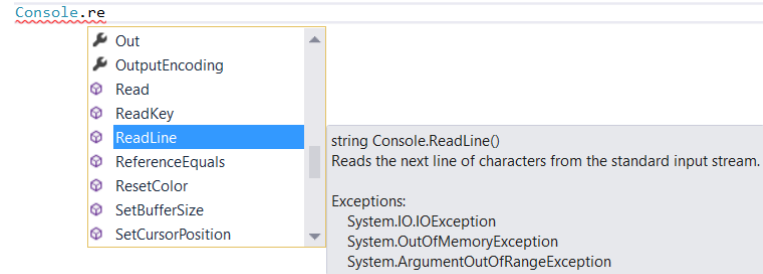 Console.re
Out
OutputEncoding
Read
ReadKey
ReadLine
ReferenceEquals
ResetColor
SetBufferSize
SetCursorPosition
string Console.ReadLine()
Reads the next line of characters from the standard input stream.
Exceptions:
System.IO.IOException
System.OutOfMemoryException
System.ArgumentOutOfRangeException